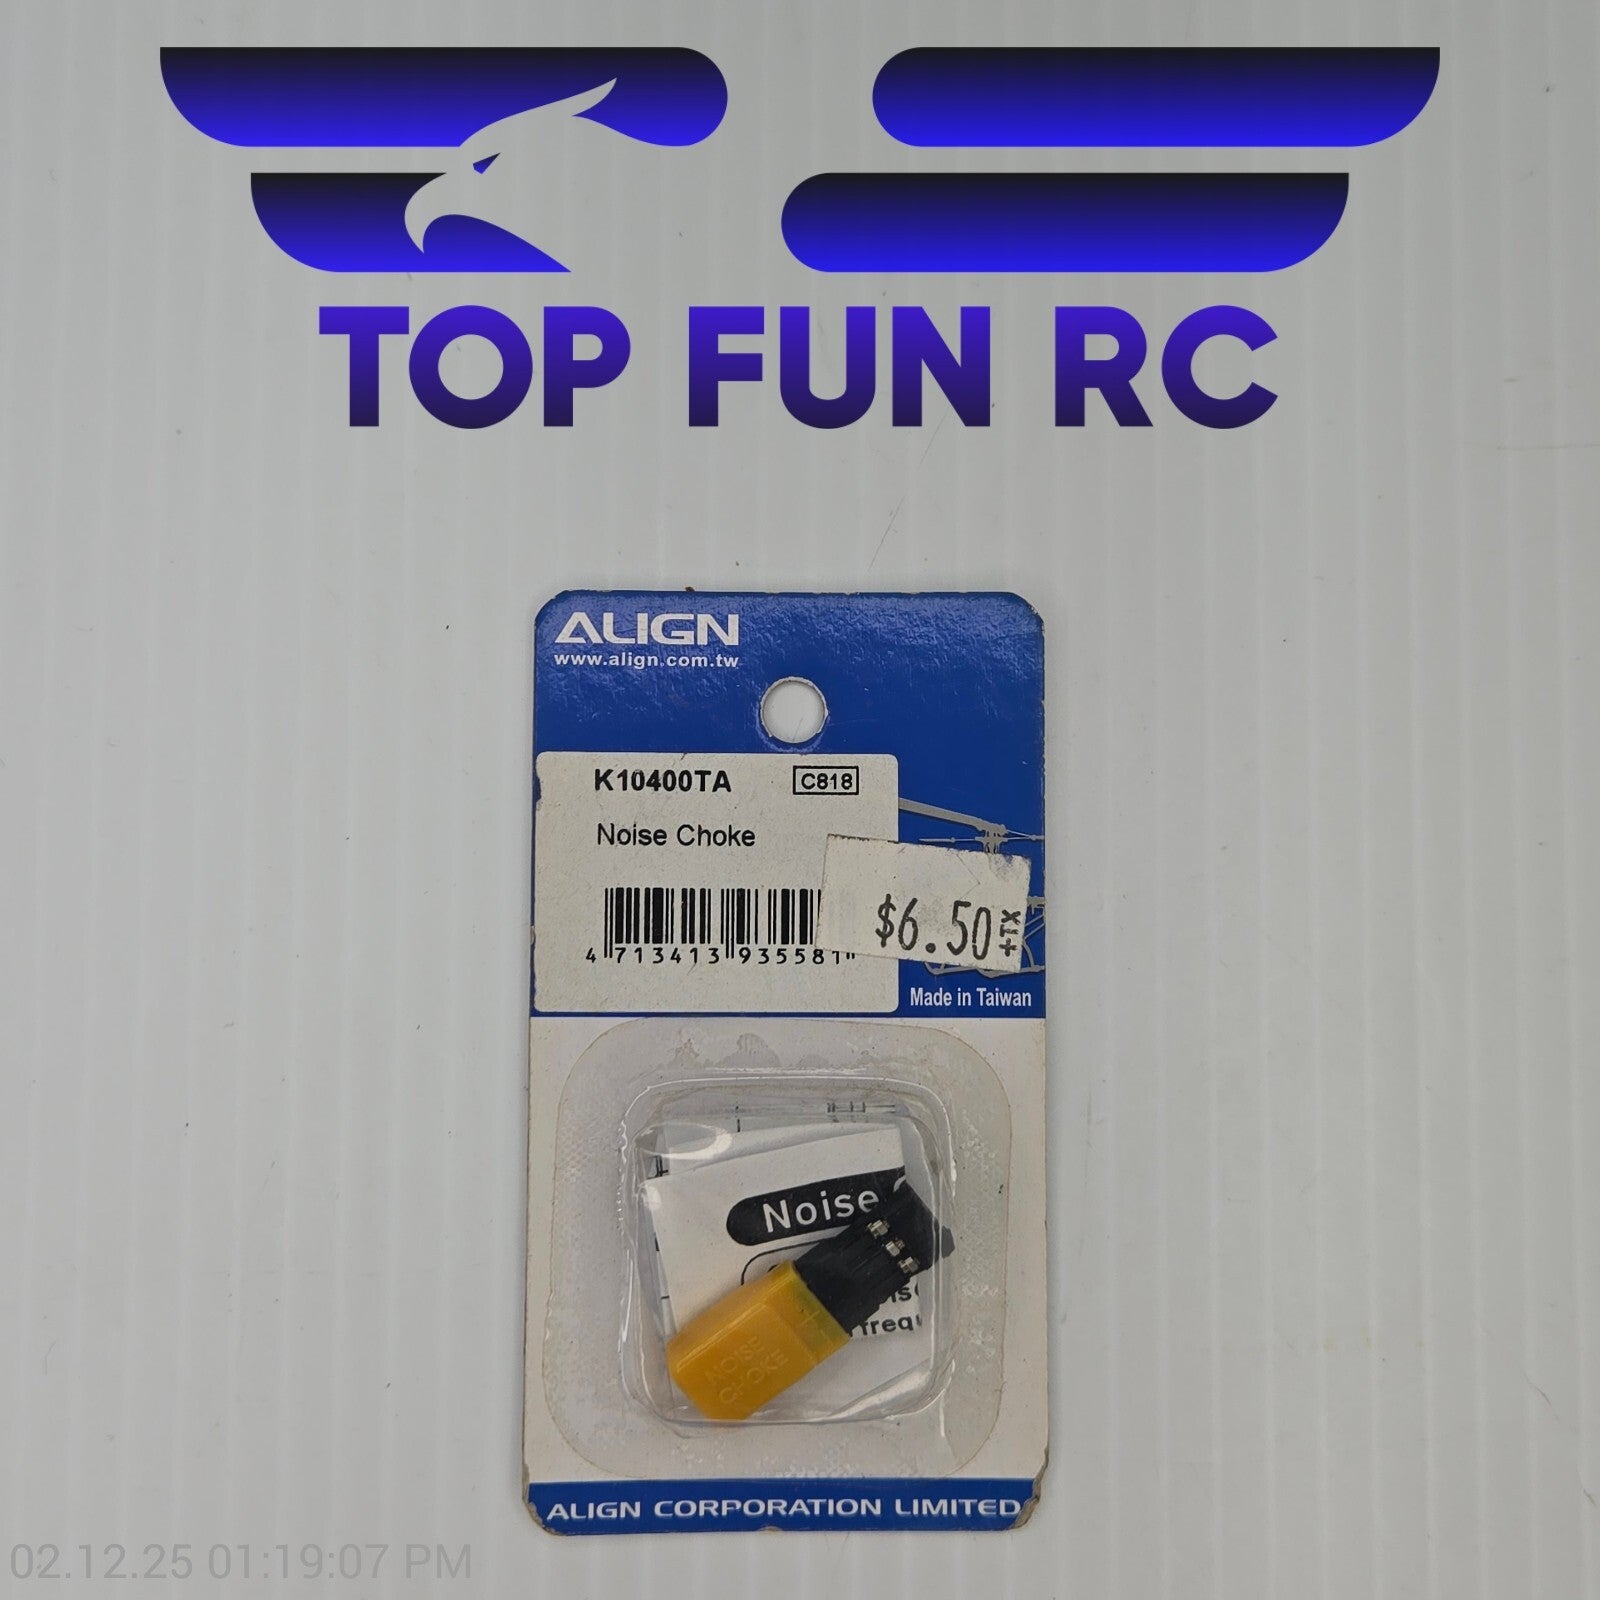 TOP FUN RC
ALIGN
www.align.com.tw
K10400TA
C818
Noise Choke
$6.50
+TX
4 713413 935581
Made in Taiwan
Noise
frequ
NOISE
CHOKE
ALIGN CORPORATION LIMITED
02.12.25 01:19:07 PM